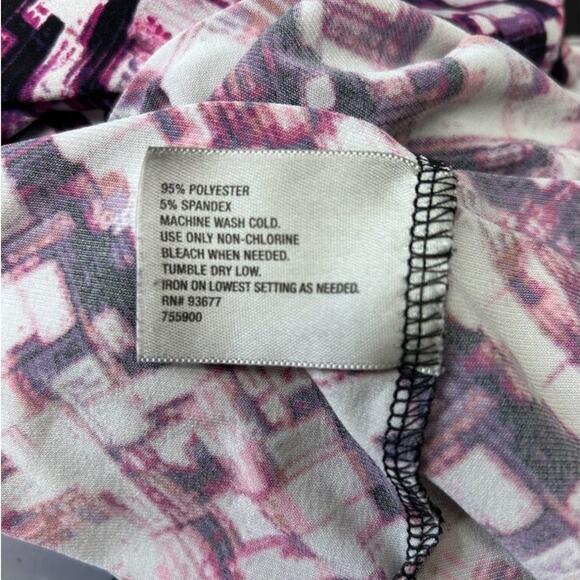 95% POLYESTER
5% SPANDEX
MACHINE WASH COLD.
USE ONLY NON-CHLORINE
BLEACH WHEN NEEDED.
TUMBLE DRY LOW.
IRON ON LOWEST SETTING AS NEEDED.
RN# 93677
755900